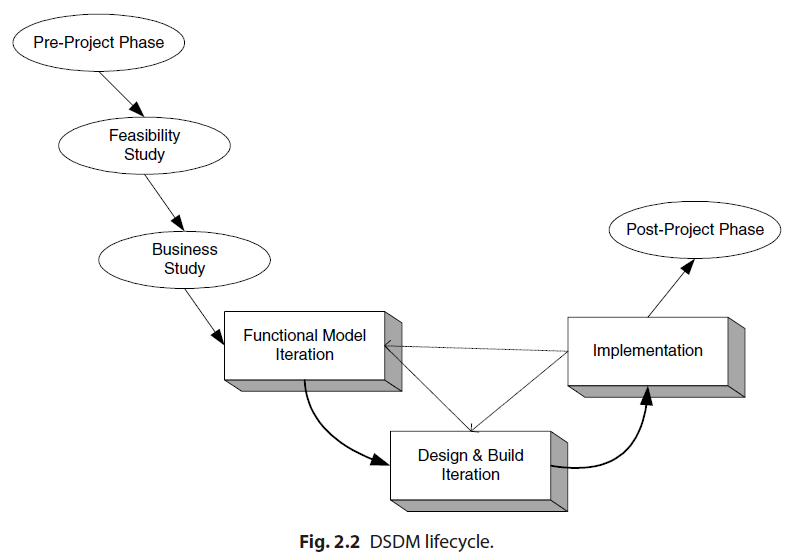 Pre-Project Phase
Feasibility
Study
Business
Study
Post-Project Phase
Functional Model
Iteration
Implementation
Design & Build
Iteration
Fig. 2.2 DSDM lifecycle.